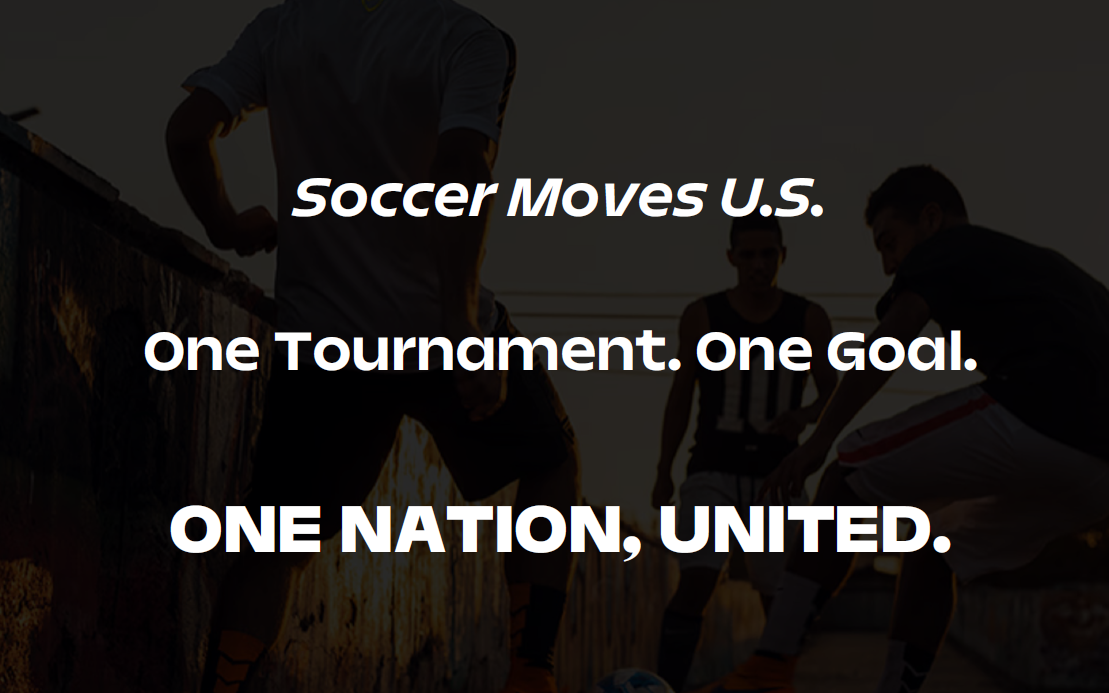 Soccer Moves U.S.
One Tournament. One Goal.
ONE NATION, UNITED.